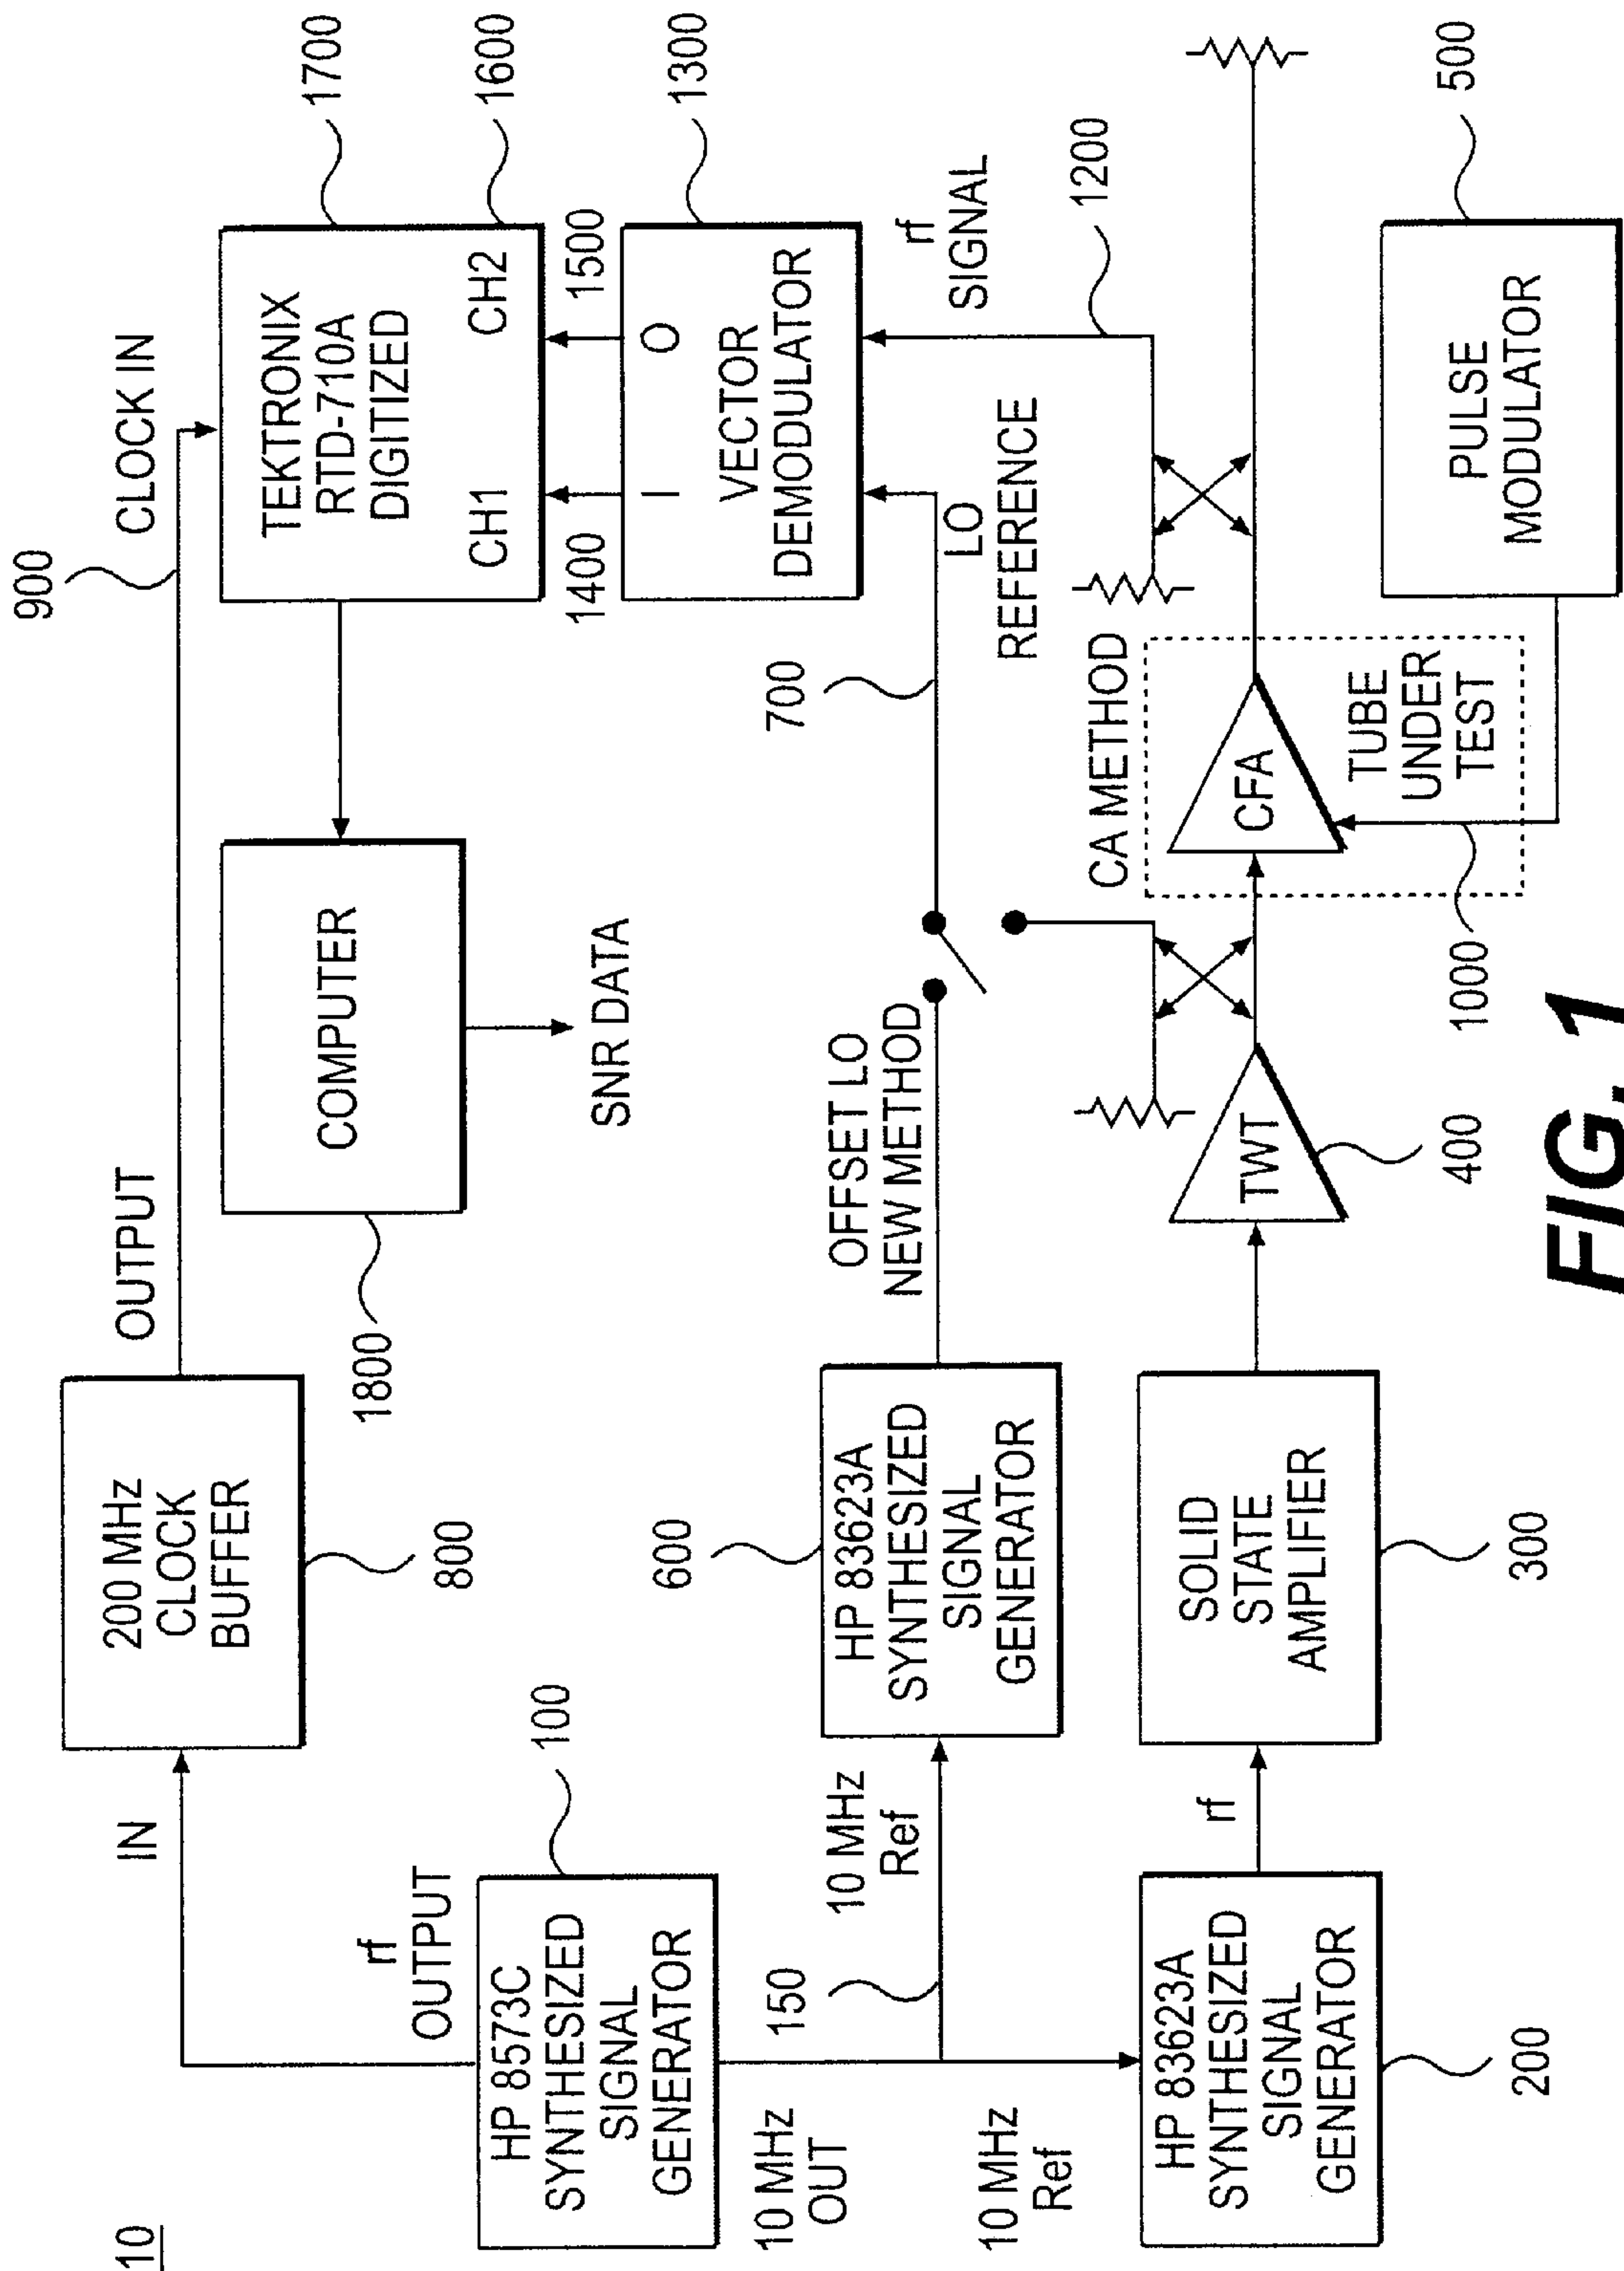 10
IN
200 MHz
CLOCK
BUFFER
800
OUTPUT
900
CLOCK IN
rf
OUTPUT
HP 8573C
SYNTHESIZED
SIGNAL
GENERATOR
100
10 MHz
OUT
150
10 MHz
Ref
10 MHz
Ref
COMPUTER
1800
SNR DATA
TEKTRONIX
RTD-710A
DIGITIZED
CH1
CH2
1700
1600
1400
1500
I
O
VECTOR
DEMODULATOR
1300
HP 83623A
SYNTHESIZED
SIGNAL
GENERATOR
600
OFFSET LO
NEW METHOD
700
LO
REFERENCE
rf
SIGNAL
1200
HP 83623A
SYNTHESIZED
SIGNAL
GENERATOR
200
rf
SOLID
STATE
AMPLIFIER
300
TWT
400
CA METHOD
CFA
TUBE
UNDER
TEST
1000
PULSE
MODULATOR
500
FIG. 1